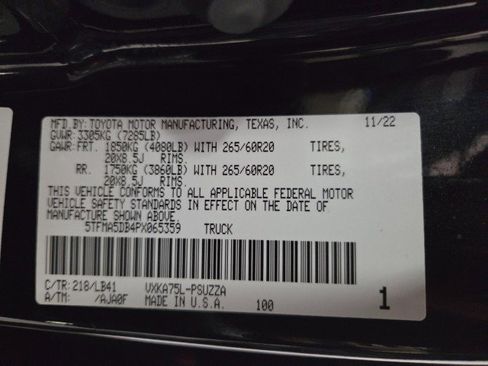 MFD.BY: TOYOTA MOTOR MANUFACTURING, TEXAS, INC. 11/22
GVWR: 3305KG (7285LB)
GAWR: FRT. 1850KG (4080LB) WITH 265/60R20 TIRES,
20X8.5J RIMS.
RR. 1750KG (3860LB) WITH 265/60R20 TIRES,
20X8.5J RIMS.
THIS VEHICLE CONFORMS TO ALL APPLICABLE FEDERAL MOTOR
VEHICLE SAFETY STANDARDS IN EFFECT ON THE DATE OF
MANUFACTURE SHOWN ABOVE.
5TFMA5DB4PX065359 TRUCK
C/TR: 218/LB41 VXKA75L-PSUZZA
A/TM: /AJA0F MADE IN U.S.A. 100 1